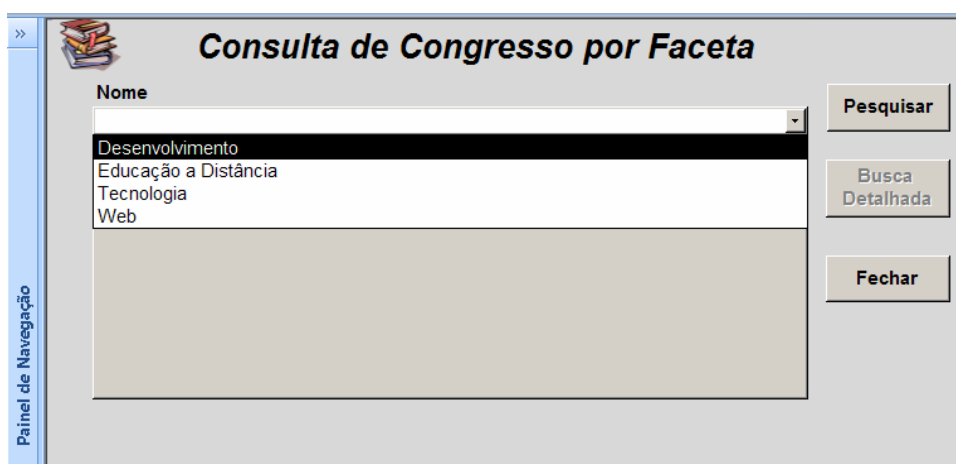 »
Consulta de Congresso por Faceta
Nome
Pesquisar
Desenvolvimento
Educação a Distância
Tecnologia
Web
Busca
Detalhada
Fechar
Painel de Navegação